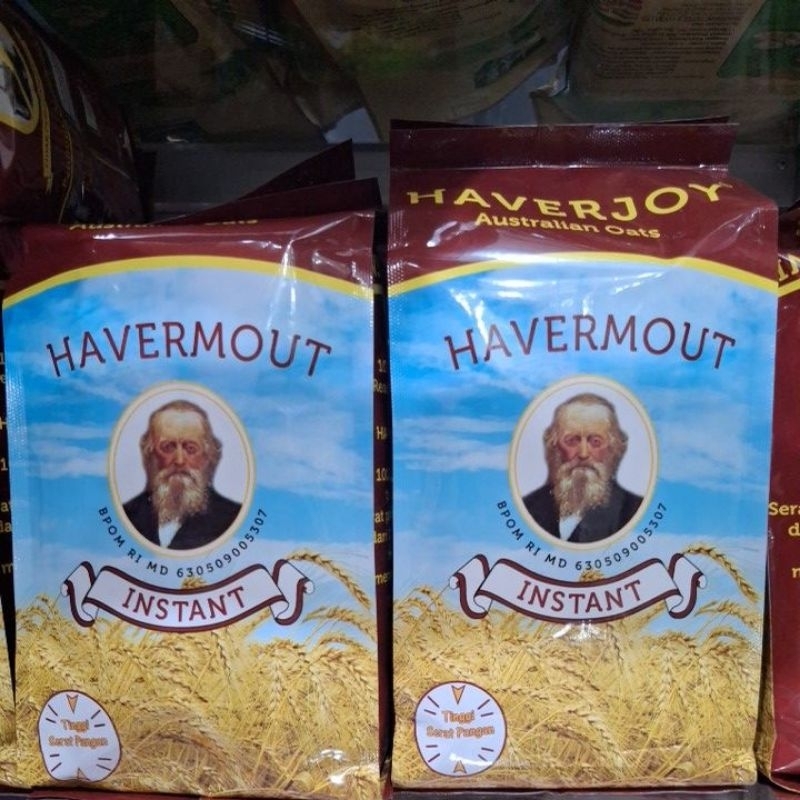 HAVERMOUT
BPOM RI MD 630509005307
INSTANT
Tinggi
Serat Pangan
HAVERJOY
Australian Oats
HAVERMOUT
BPOM RI MD 630509005307
INSTANT
Tinggi
Serat Pangan